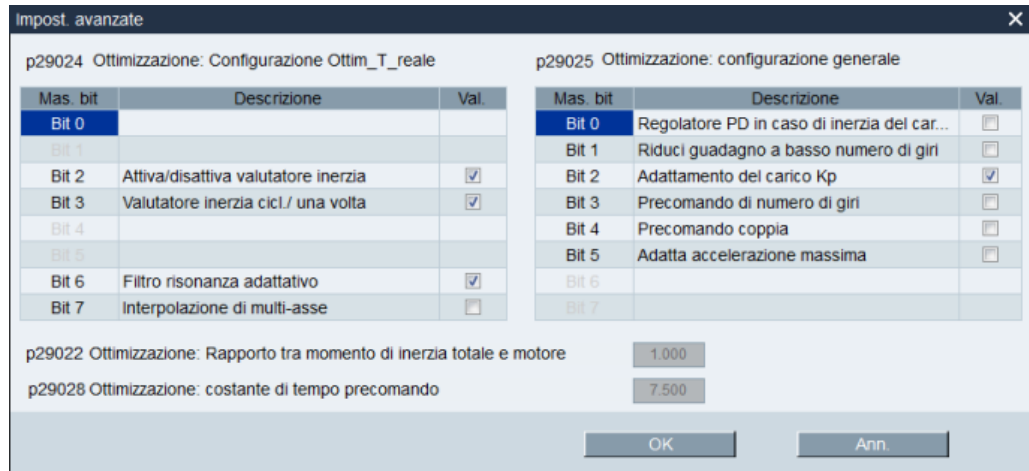 Impost. avanzate
p29024 Ottimizzazione: Configurazione Ottim_T_reale
Mas. bit Descrizione Val.
Bit 0
Bit 1
Bit 2 Attiva/disattiva valutatore inerzia
Bit 3 Valutatore inerzia cicl./ una volta
Bit 4
Bit 5
Bit 6 Filtro risonanza adattativo
Bit 7 Interpolazione di multi-asse
p29025 Ottimizzazione: configurazione generale
Mas. bit Descrizione Val.
Bit 0 Regolatore PD in caso di inerzia del car...
Bit 1 Riduci guadagno a basso numero di giri
Bit 2 Adattamento del carico Kp
Bit 3 Precomando di numero di giri
Bit 4 Precomando coppia
Bit 5 Adatta accelerazione massima
Bit 6
Bit 7
p29022 Ottimizzazione: Rapporto tra momento di inerzia totale e motore 1.000
p29028 Ottimizzazione: costante di tempo precomando 7.500
OK Ann.